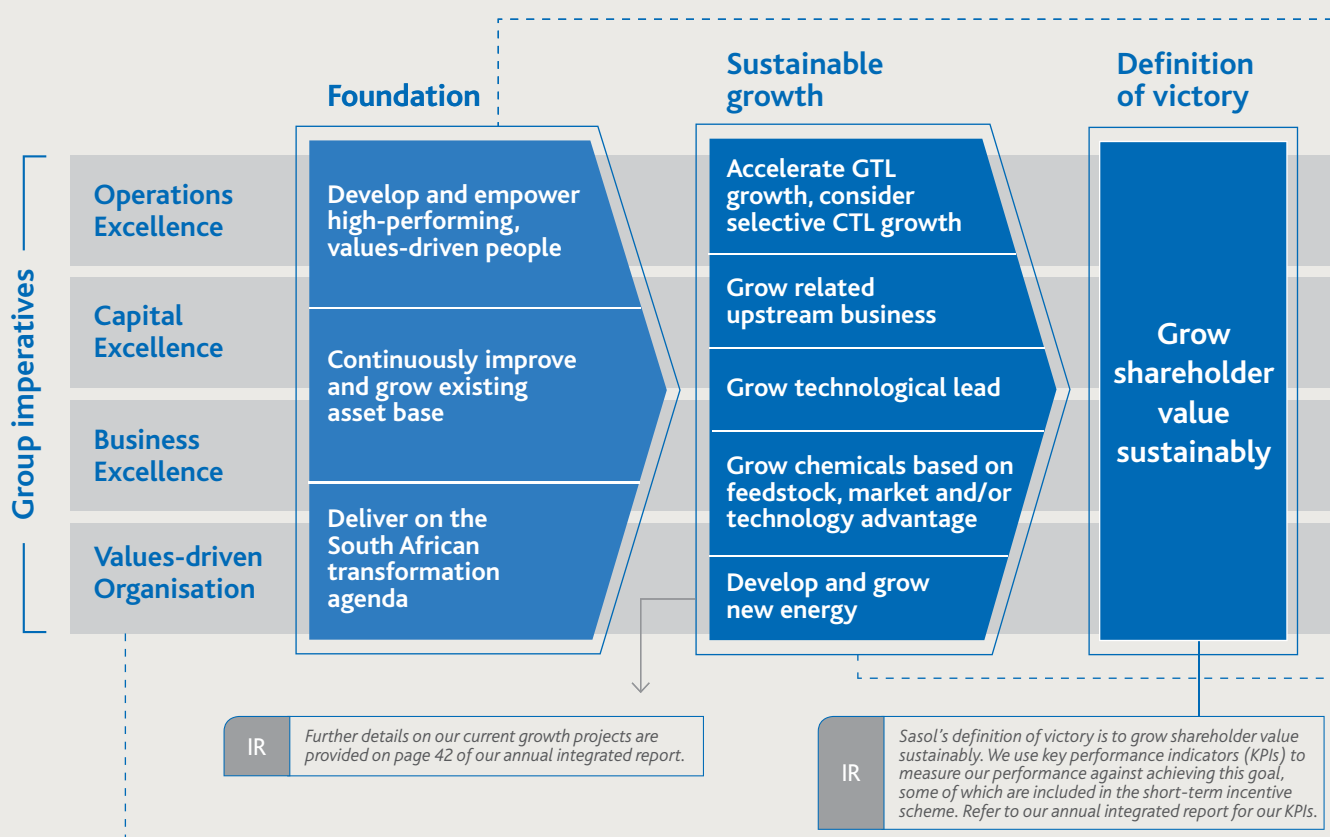 Group imperatives
Operations
Excellence
Capital
Excellence
Business
Excellence
Values-driven
Organisation
Foundation
Develop and empower
high-performing,
values-driven people
Continuously improve
and grow existing
asset base
Deliver on the
South African
transformation
agenda
Sustainable
growth
Accelerate GTL
growth, consider
selective CTL growth
Grow related
upstream business
Grow technological lead
Grow chemicals based on
feedstock, market and/or
technology advantage
Develop and grow
new energy
Definition
of victory
Grow
shareholder
value
sustainably
IR
Further details on our current growth projects are
provided on page 42 of our annual integrated report.
IR
Sasol's definition of victory is to grow shareholder value
sustainably. We use key performance indicators (KPIs) to
measure our performance against achieving this goal,
some of which are included in the short-term incentive
scheme. Refer to our annual integrated report for our KPIs.